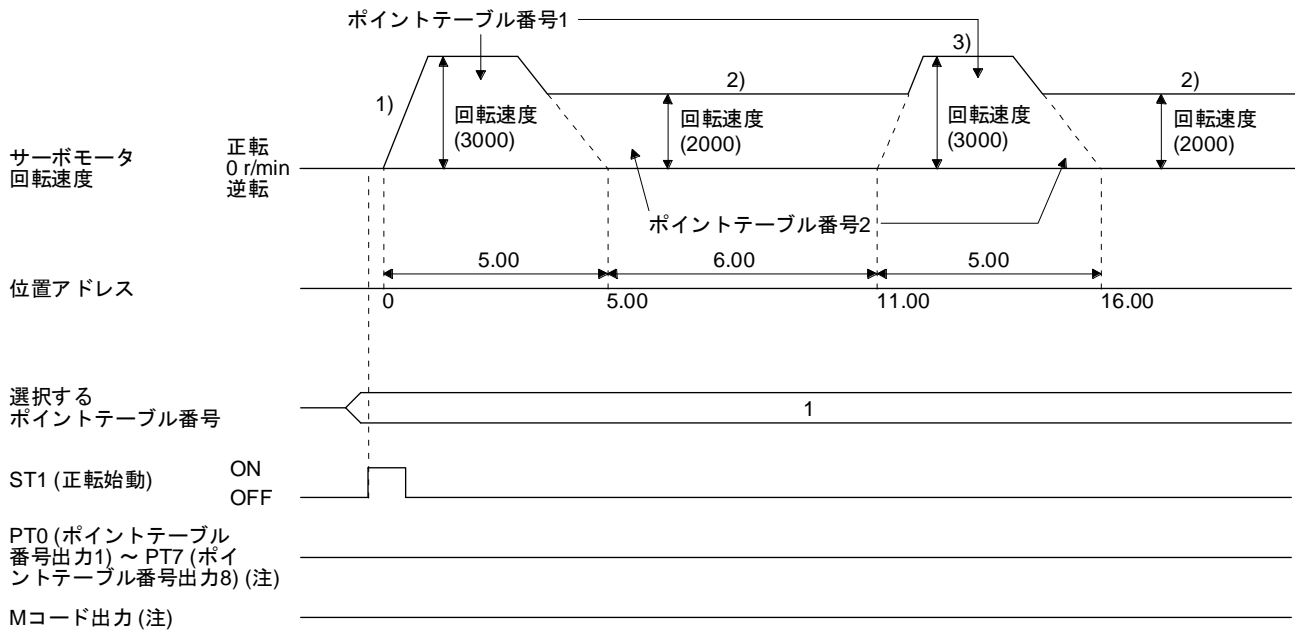 ポイントテーブル番号1
3)
1)
2)
2)
回転速度
(3000)
回転速度
(2000)
回転速度
(3000)
回転速度
(2000)
サーボモータ
回転速度
正転
0 r/min
逆転
ポイントテーブル番号2
5.00
6.00
5.00
位置アドレス
0
5.00
11.00
16.00
選択する
ポイントテーブル番号
1
ST1 (正転始動)
ON
OFF
PT0 (ポイントテーブル
番号出力1) ～ PT7 (ポイ
ントテーブル番号出力8) (注)
Mコード出力 (注)